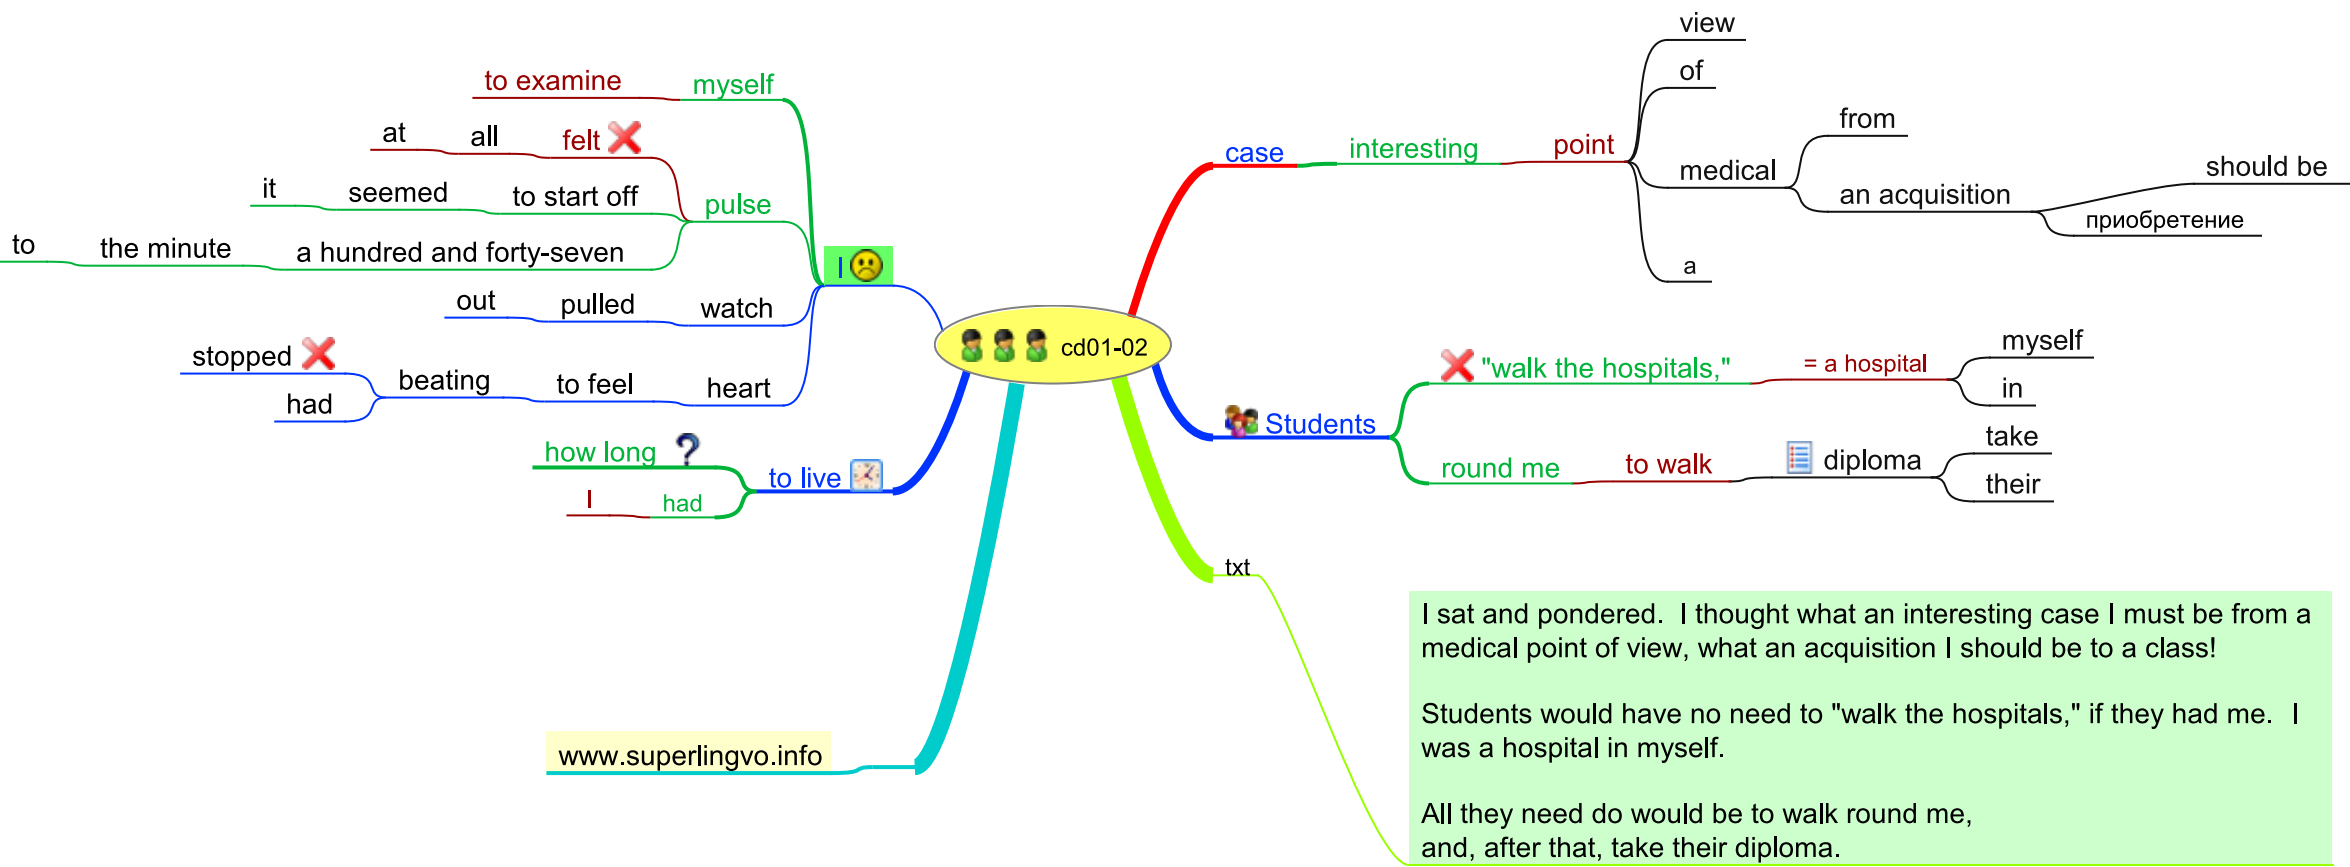 cd01-02
case
interesting
point
view
of
medical
from
an acquisition
should be
приобретение
a
Students
"walk the hospitals,"
= a hospital
myself
in
round me
to walk
diploma
take
their
txt
I sat and pondered.  I thought what an interesting case I must be from a
medical point of view, what an acquisition I should be to a class!
Students would have no need to "walk the hospitals," if they had me.  I
was a hospital in myself.
All they need do would be to walk round me,
and, after that, take their diploma.
I
myself
to examine
pulse
felt
all
at
to start off
seemed
it
a hundred and forty-seven
the minute
to
watch
pulled
out
heart
to feel
beating
stopped
had
to live
how long
had
I
www.superlingvo.info